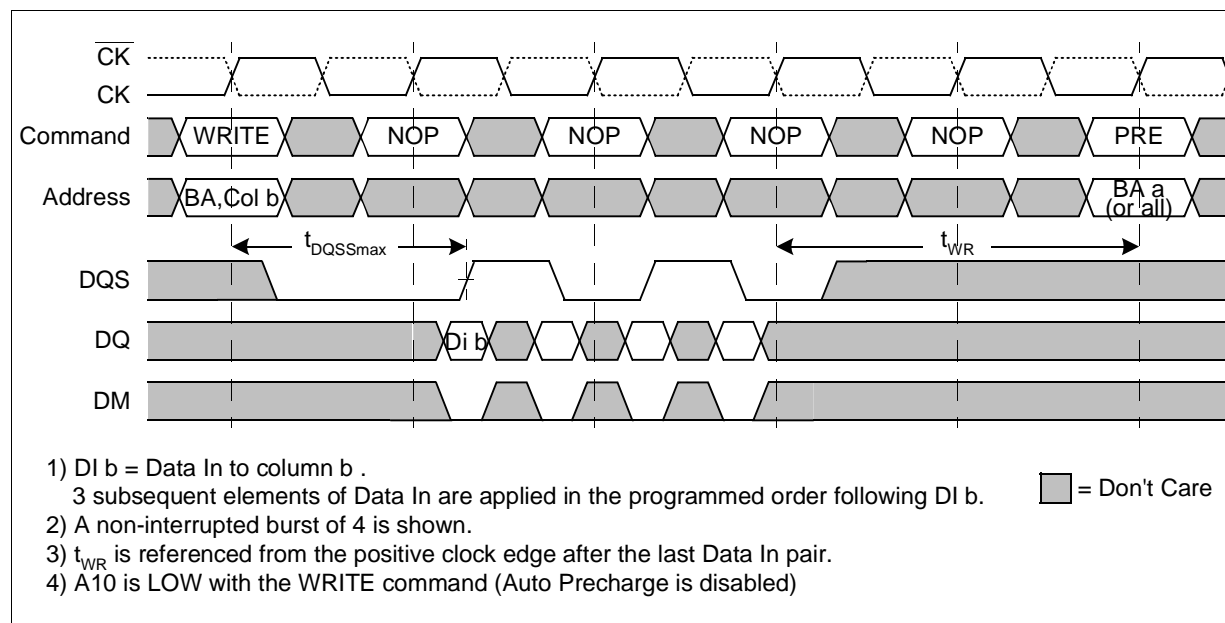 CK
CK
Command WRITE NOP NOP NOP NOP PRE
Address BA,Col b BA a
(or all)
tDQSSmax tWR
DQS
DQ Di b
DM
1) DI b = Data In to column b .
3 subsequent elements of Data In are applied in the programmed order following DI b.
= Don't Care
2) A non-interrupted burst of 4 is shown.
3) tWR is referenced from the positive clock edge after the last Data In pair.
4) A10 is LOW with the WRITE command (Auto Precharge is disabled)